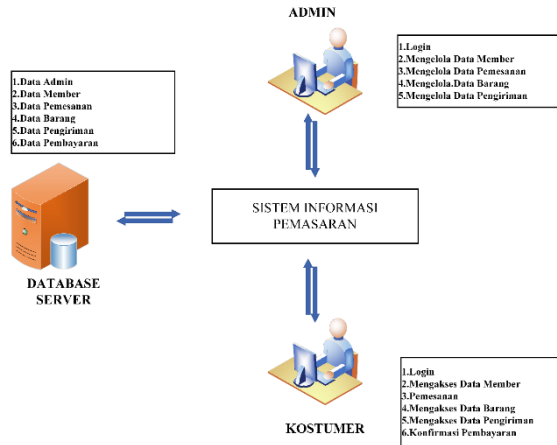 ADMIN
1.Login
2.Mengelola Data Member
3.Mengelola Data Pemesanan
4.Mengelola.Data Barang
5.Mengelola Data Pengiriman
1.Data Admin
2.Data Member
3.Data Pemesanan
4.Data Barang
5.Data Pengiriman
6.Data Pembayaran
SISTEM INFORMASI
PEMASARAN
DATABASE
SERVER
KOSTUMER
1.Login
2.Mengakses Data Member
3.Pemesanan
4.Mengakses Data Barang
5.Mengakses Data Pengiriman
6.Konfirmasi Pembayaran